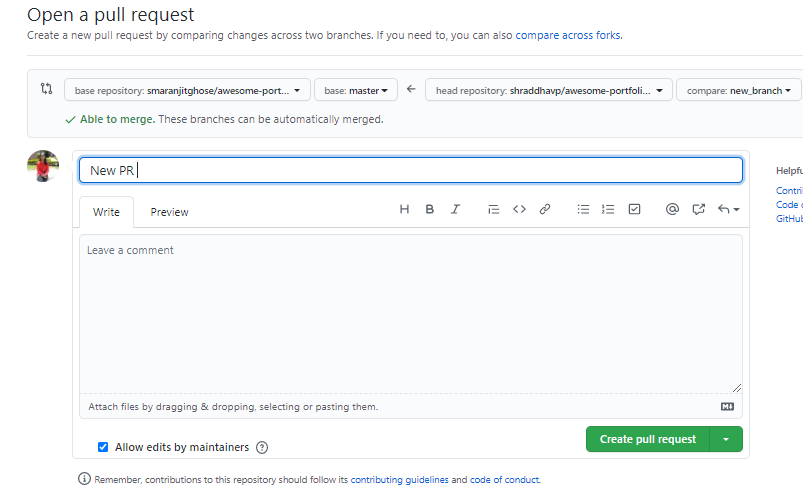 Open a pull request
Create a new pull request by comparing changes across two branches. If you need to, you can also compare across forks.
base repository: smaranjitghose/awesome-port... base: master head repository: shraddhavp/awesome-portfoli... compare: new_branch
Able to merge. These branches can be automatically merged.
New PR
Helpfu
Write Preview
Contri
Code o
GitHub
Leave a comment
Attach files by dragging & dropping, selecting or pasting them.
Allow edits by maintainers
Create pull request
Remember, contributions to this repository should follow its contributing guidelines and code of conduct.